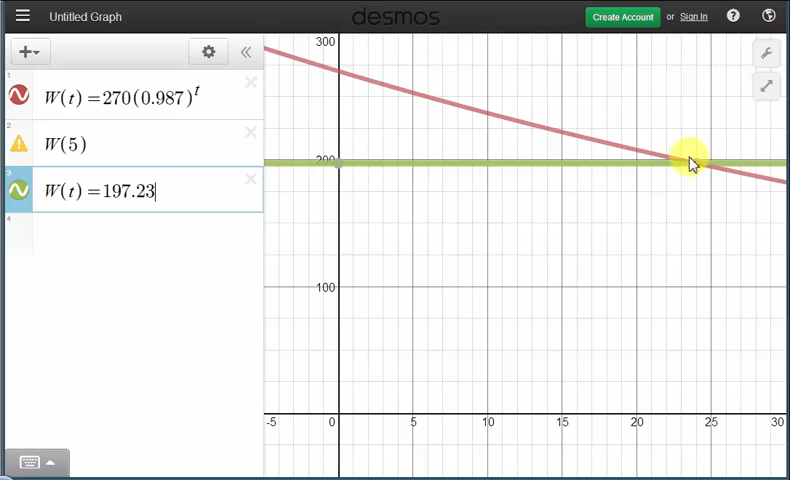 Untitled Graph
desmos
Create Account or Sign In
1
W(t)=270(0.987)^t
2
W(5)
3
W(t)=197.23
4
300
200
100
-5 0 5 10 15 20 25 30